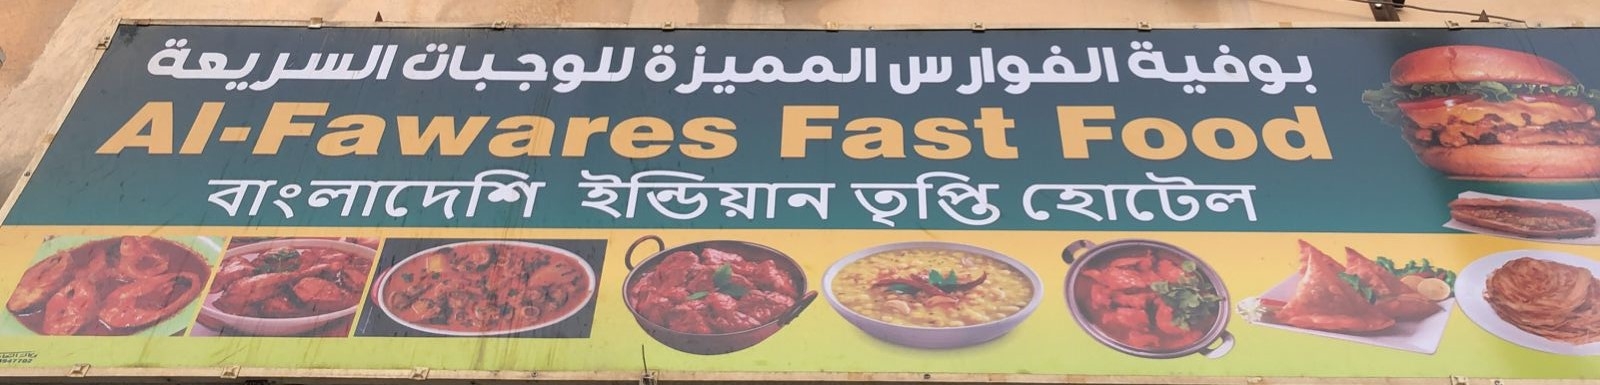 بوفية الفوارس المميزة للوجبات السريعة
Al-Fawares Fast Food
বাংলাদেশি ইন্ডিয়ান তৃপ্তি হোটেল